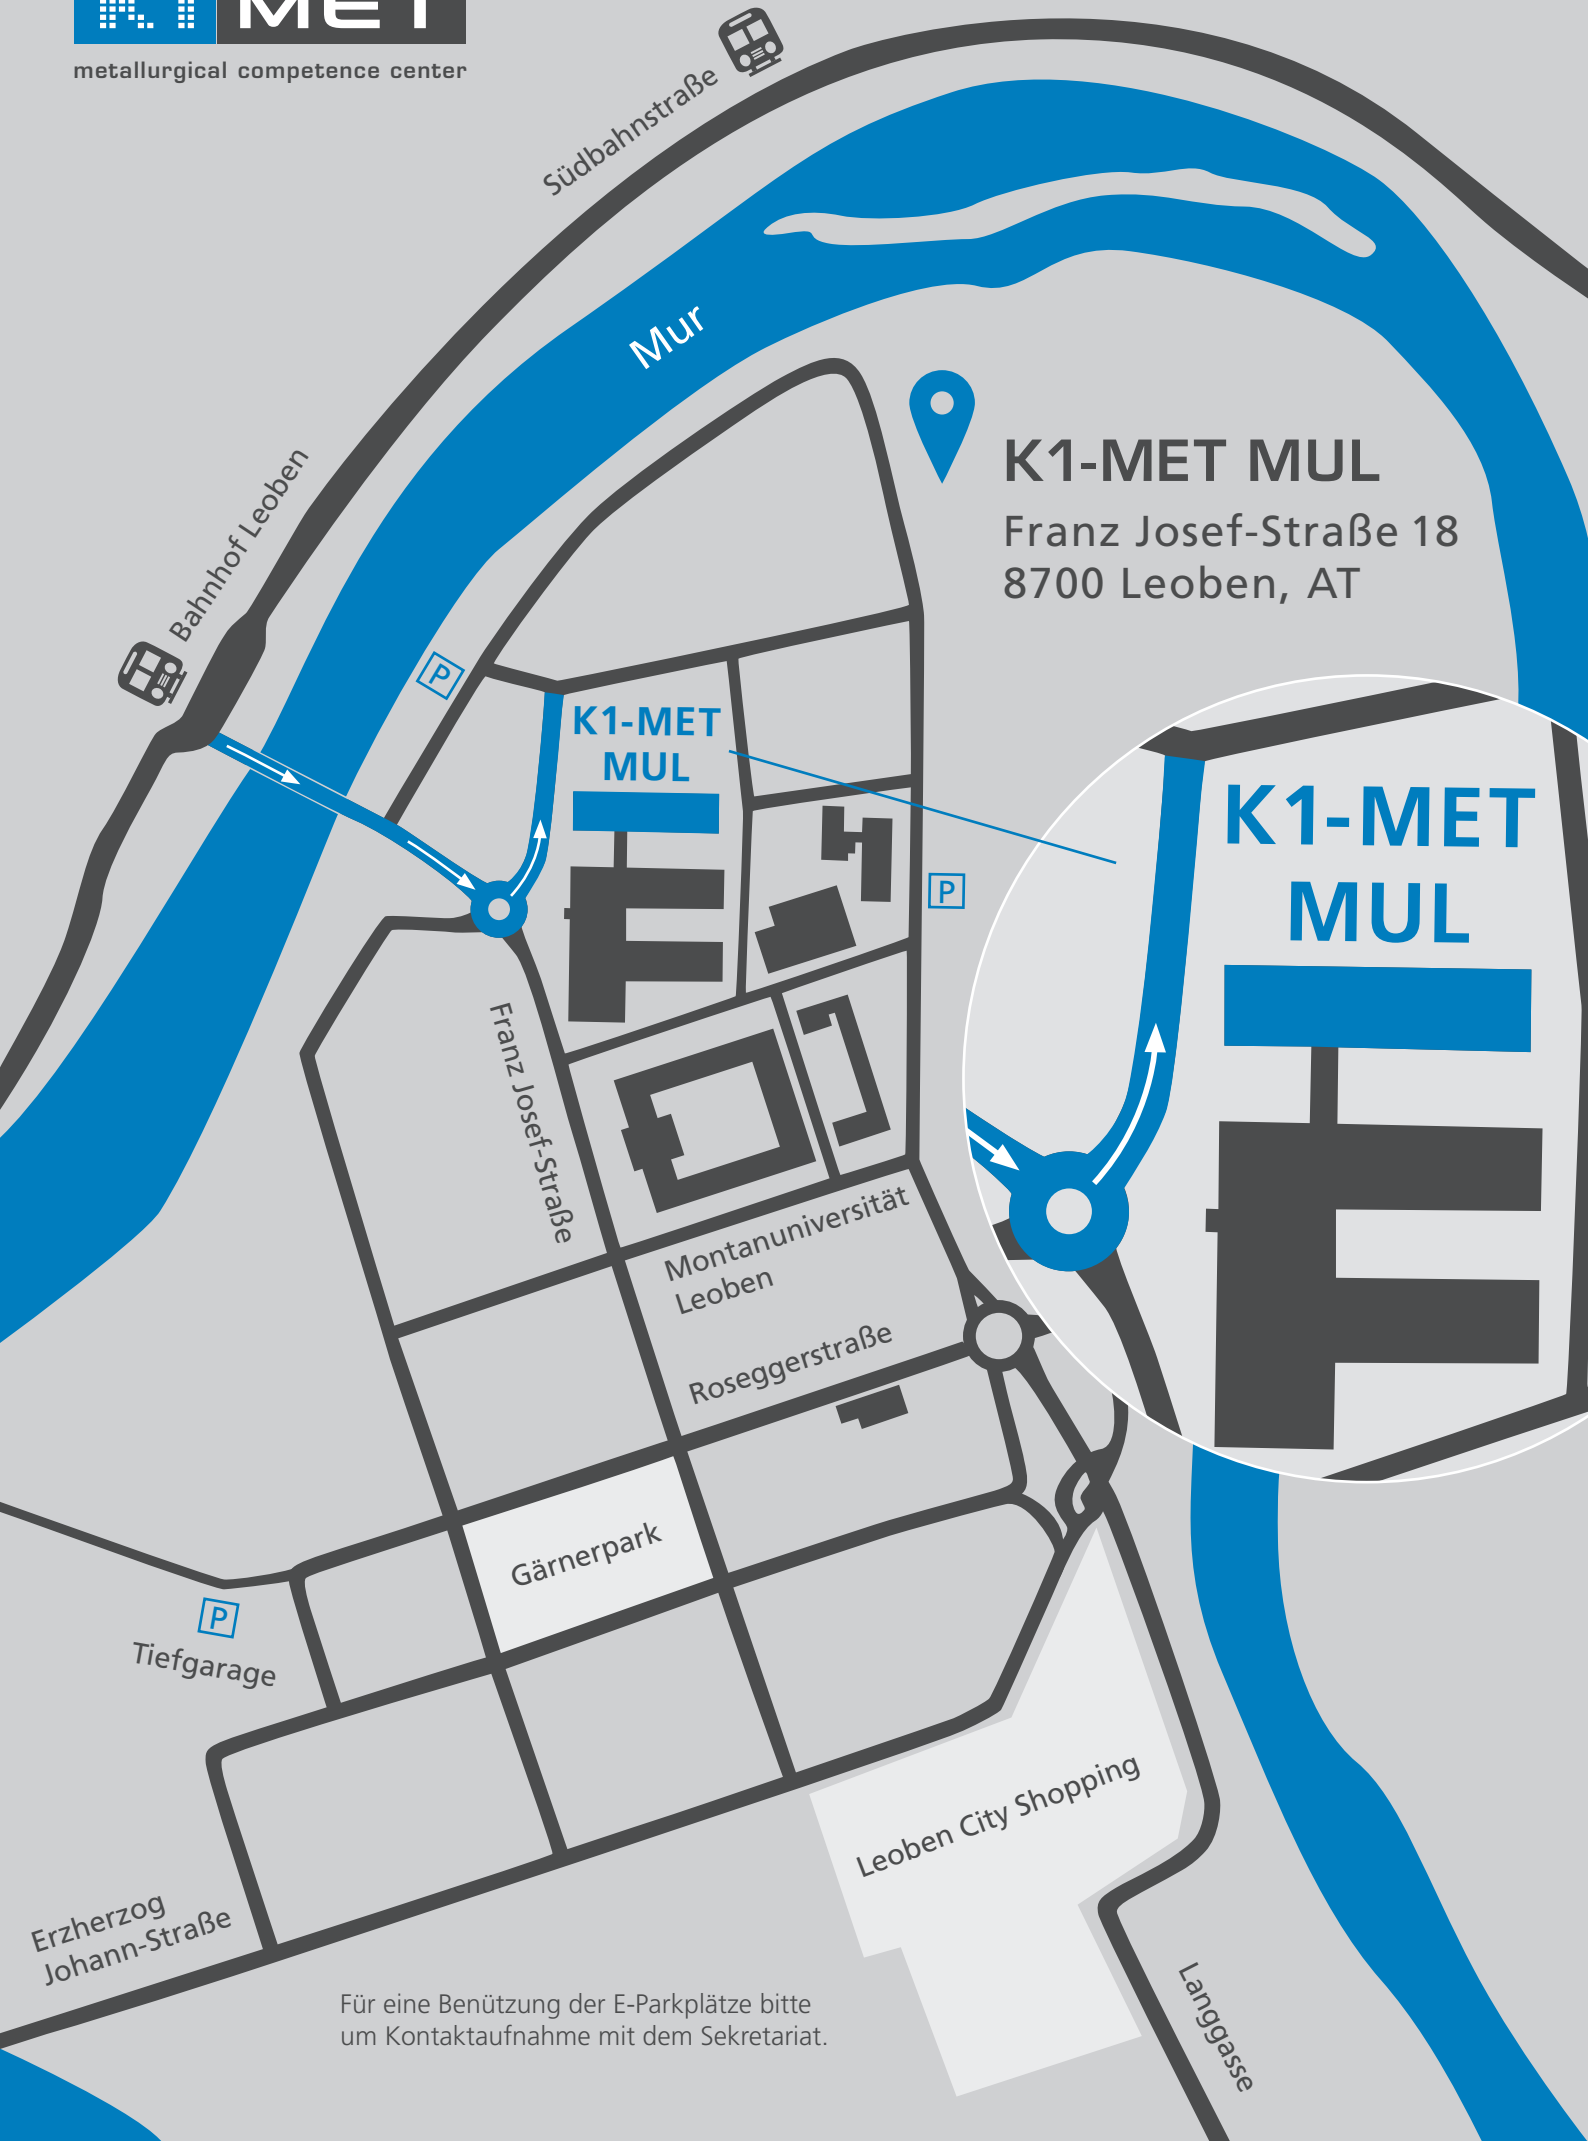 K1 MET
metallurgical competence center
Südbahnstraße
Mur
Bahnhof Leoben
K1-MET MUL
Franz Josef-Straße 18
8700 Leoben, AT
P
K1-MET
MUL
K1-MET
MUL
P
Franz Josef-Straße
Montanuniversität
Leoben
Roseggerstraße
Gärnerpark
P
Tiefgarage
Leoben City Shopping
Erzherzog
Johann-Straße
Langgasse
Für eine Benützung der E-Parkplätze bitte
um Kontaktaufnahme mit dem Sekretariat.